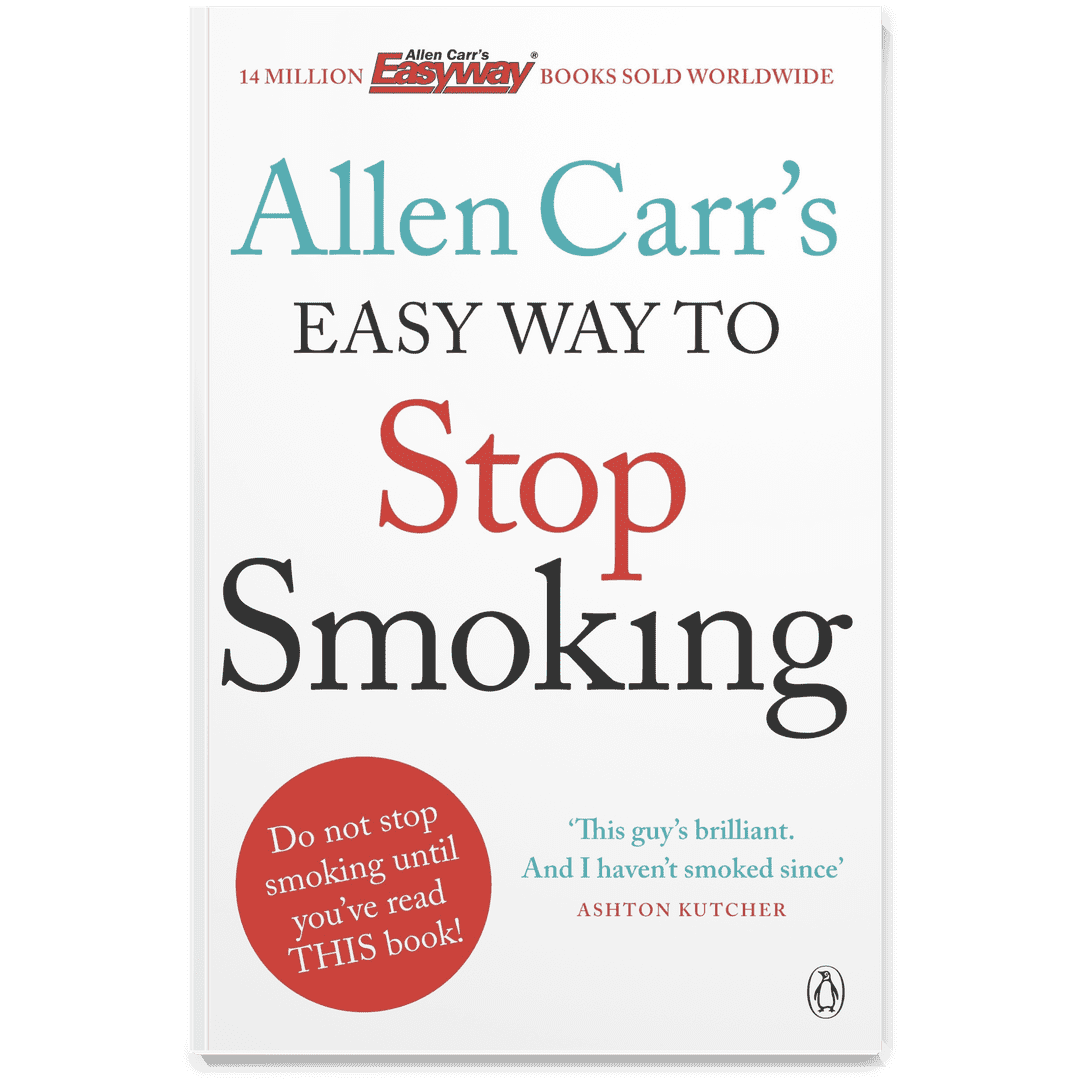 Allen Carr's
14 MILLION Easyway® BOOKS SOLD WORLDWIDE
Allen Carr’s
EASY WAY TO
Stop
Smoking
Do not stop
smoking until
you’ve read
THIS book!
‘This guy’s brilliant.
And I haven’t smoked since’
ASHTON KUTCHER